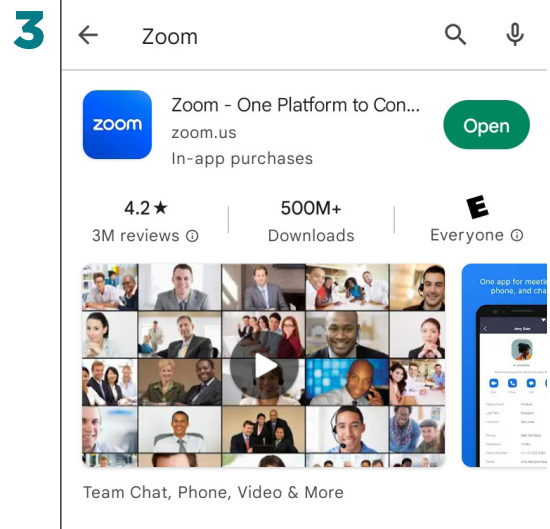 3
Zoom
zoom
Zoom - One Platform to Con...
zoom.us
In-app purchases
Open
4.2★
3M reviews
500M+
Downloads
E
Everyone
One app for meetin
phone, and cha
Team Chat, Phone, Video & More